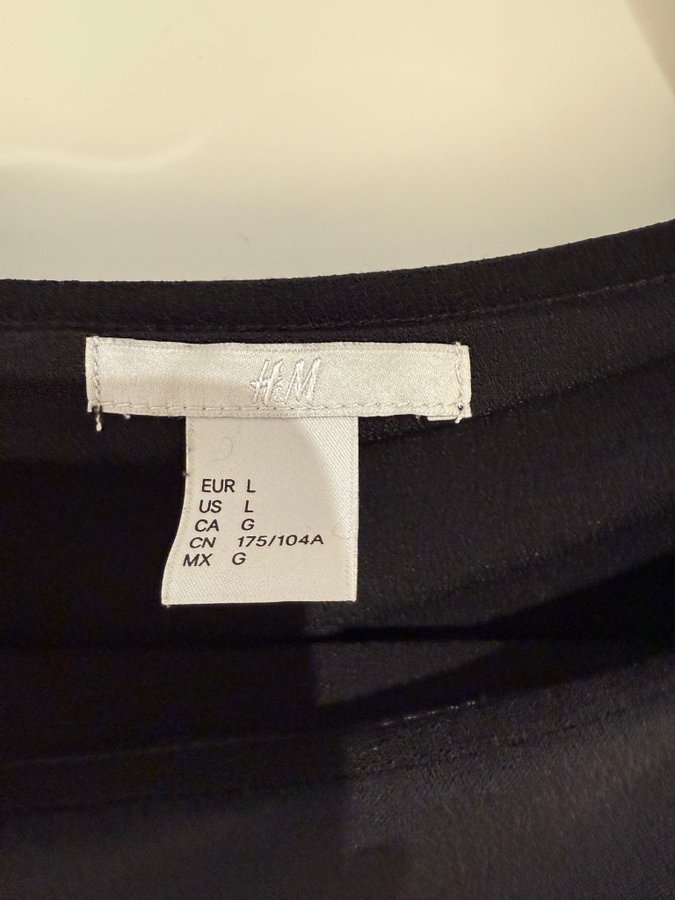 H&M
EUR L
US L
CA G
CN 175/104A
MX G